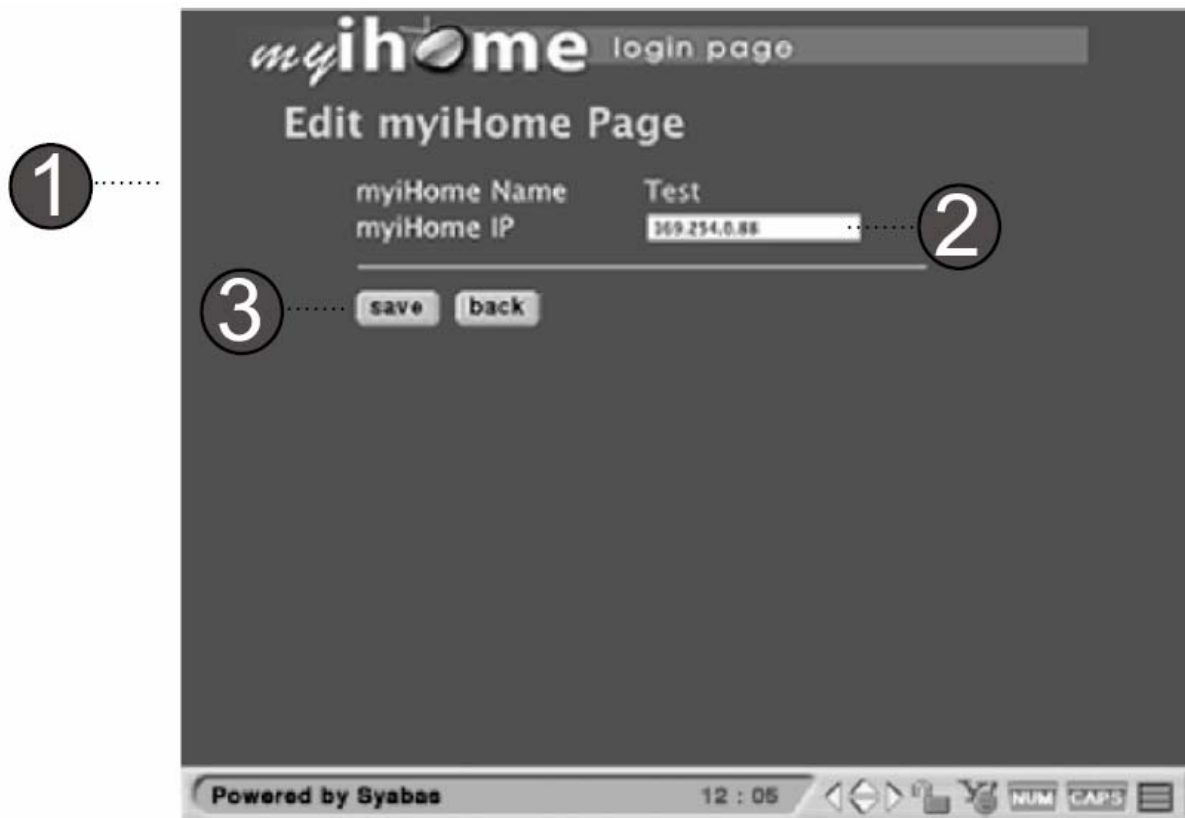 myihome login page
Edit myiHome Page
1
myiHome Name Test
myiHome IP 169.254.0.88
2
3
save back
Powered by Syabas 12 : 05 NUM CAPS